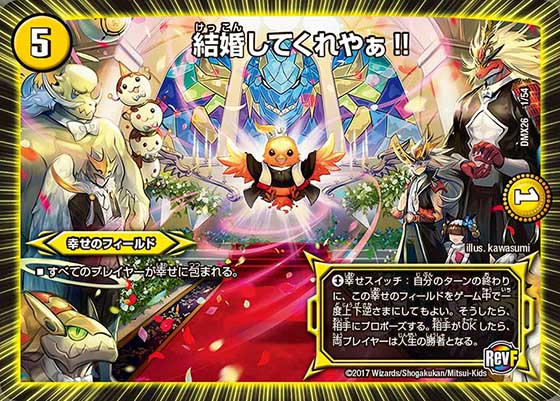 5
けっこん
結婚してくれやぁ!!
DMX26 1/54
1
illus. kawasumi
幸せのフィールド
■すべてのプレイヤーが幸せに包まれる。
幸せスイッチ:自分のターンの終わり
に、この幸せのフィールドをゲーム中で一
度上下逆さまにしてもよい。そうしたら、
相手にプロポーズする。相手がOKしたら、
両プレイヤーは人生の勝者となる。
RevF
©2017 Wizards/Shogakukan/Mitsui-Kids